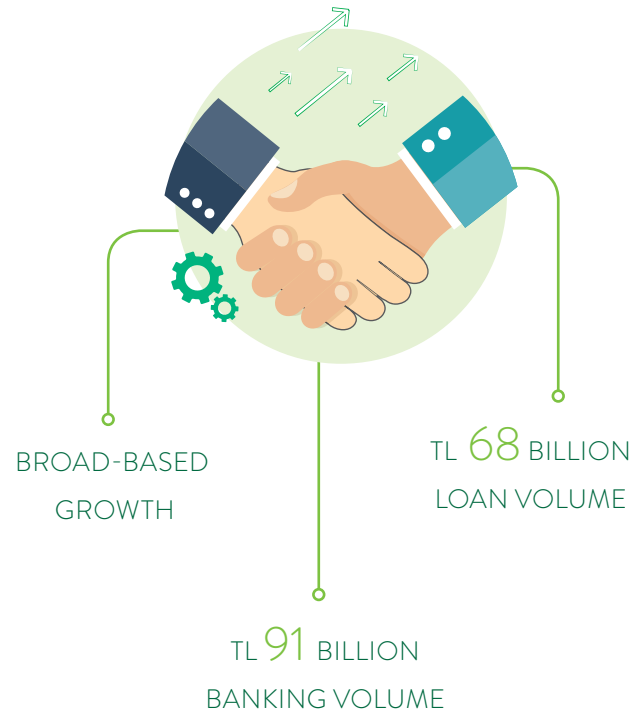 BROAD-BASED
GROWTH
TL 68 BILLION
LOAN VOLUME
TL 91 BILLION
BANKING VOLUME